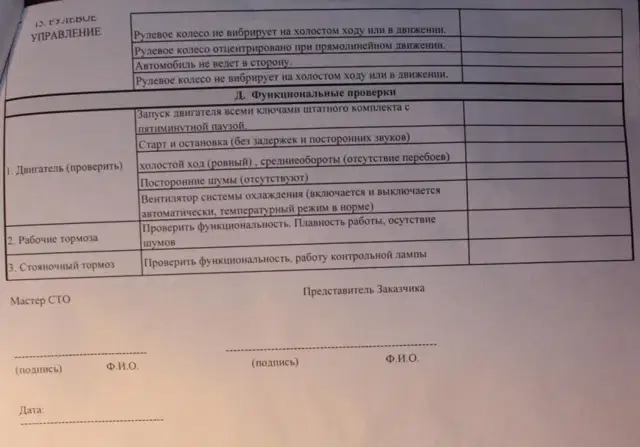 13. РУЛЕВОЕ
УПРАВЛЕНИЕ
Рулевое колесо не вибрирует на холостом ходу или в движении.
Рулевое колесо отцентрировано при прямолинейном движении.
Автомобиль не ведет в сторону.
Рулевое колесо не вибрирует на холостом ходу или в движении.
Д. Функциональные проверки
1. Двигатель (проверить)
Запуск двигателя всеми ключами штатного комплекта с
пятиминутной паузой.
Старт и остановка (без задержек и посторонних звуков)
холостой ход (ровный) , среднеобороты (отсутствие перебоев)
Посторонние шумы (отсутствуют)
Вентилятор системы охлаждения (включается и выключается
автоматически, температурный режим в норме)
2. Рабочие тормоза
Проверить функциональность. Плавность работы, осутствие
шумов
3. Стояночный тормоз
Проверить функциональность, работу контрольной лампы
Мастер СТО
Представитель Заказчика
(подпись) Ф.И.О.
(подпись) Ф.И.О.
Дата: